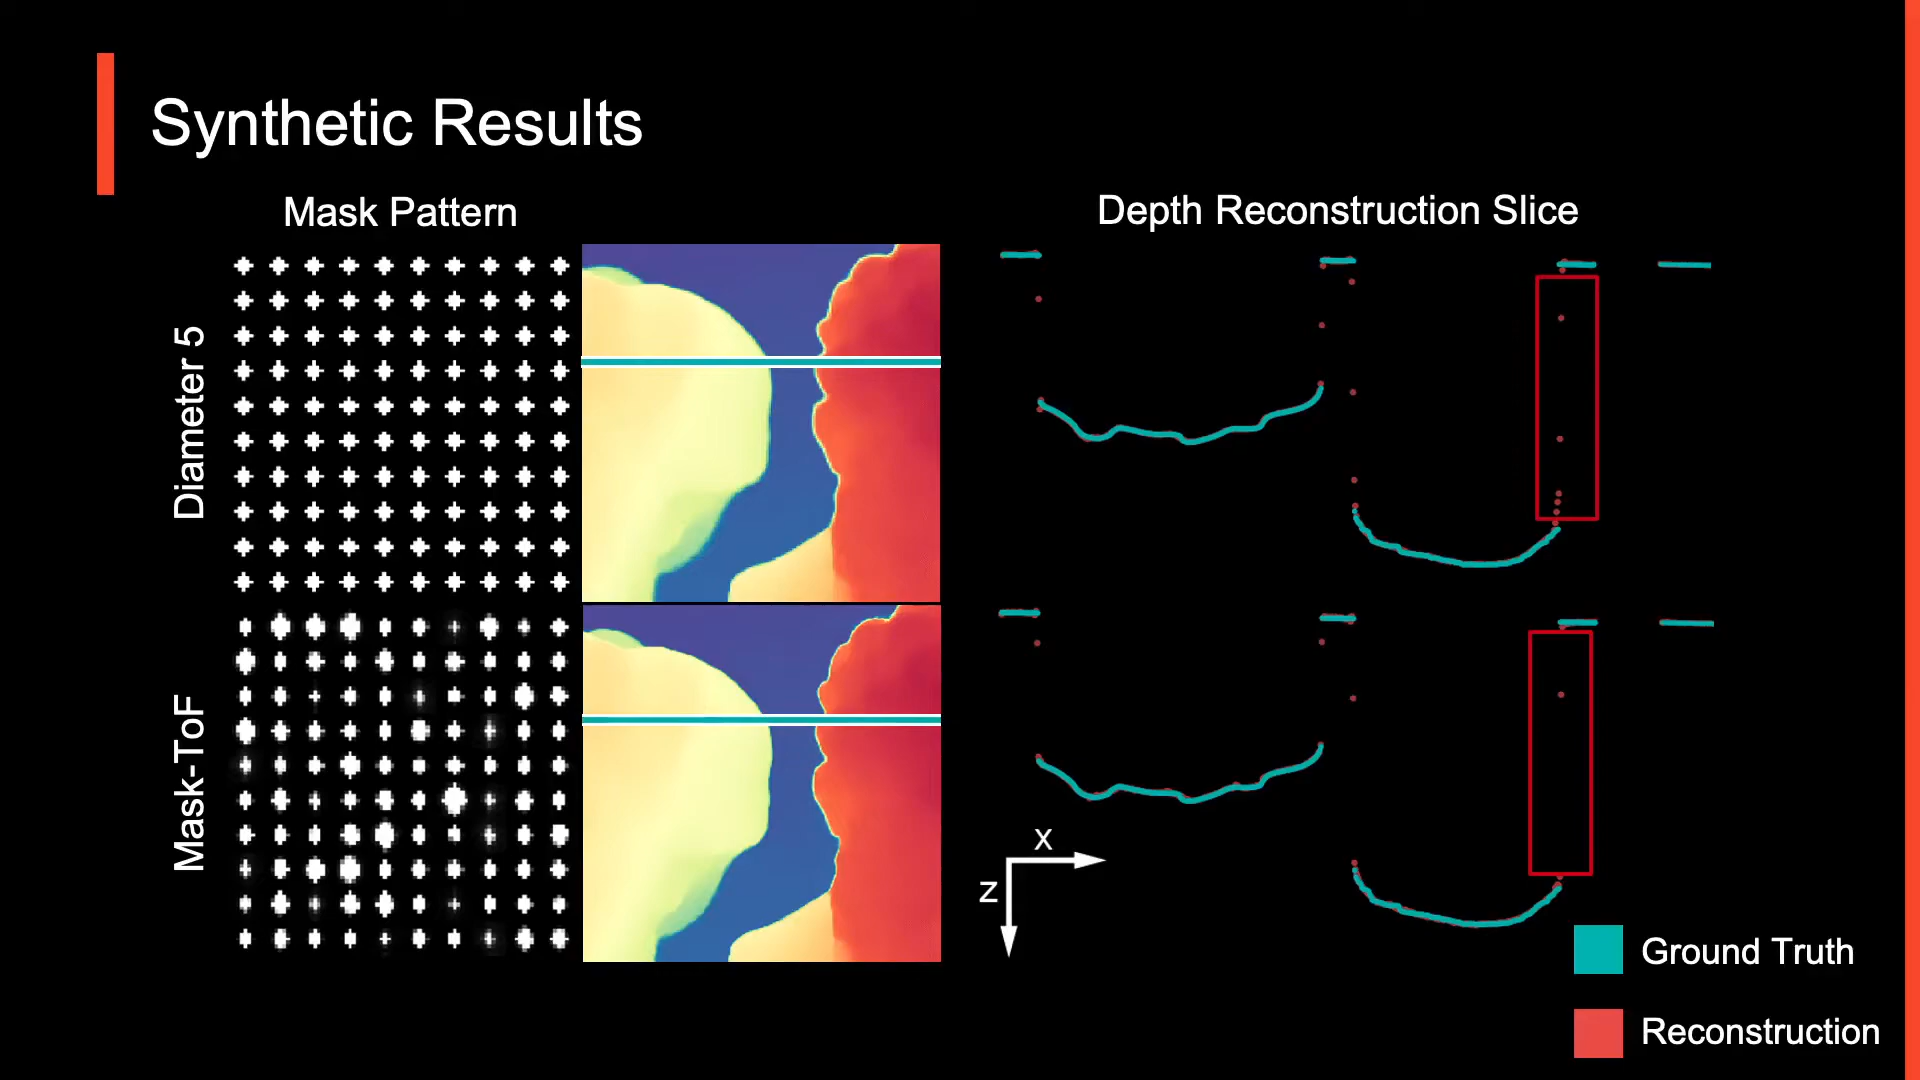 Synthetic Results
Mask Pattern
Depth Reconstruction Slice
Diameter 5
Mask-ToF
x
z
Ground Truth
Reconstruction